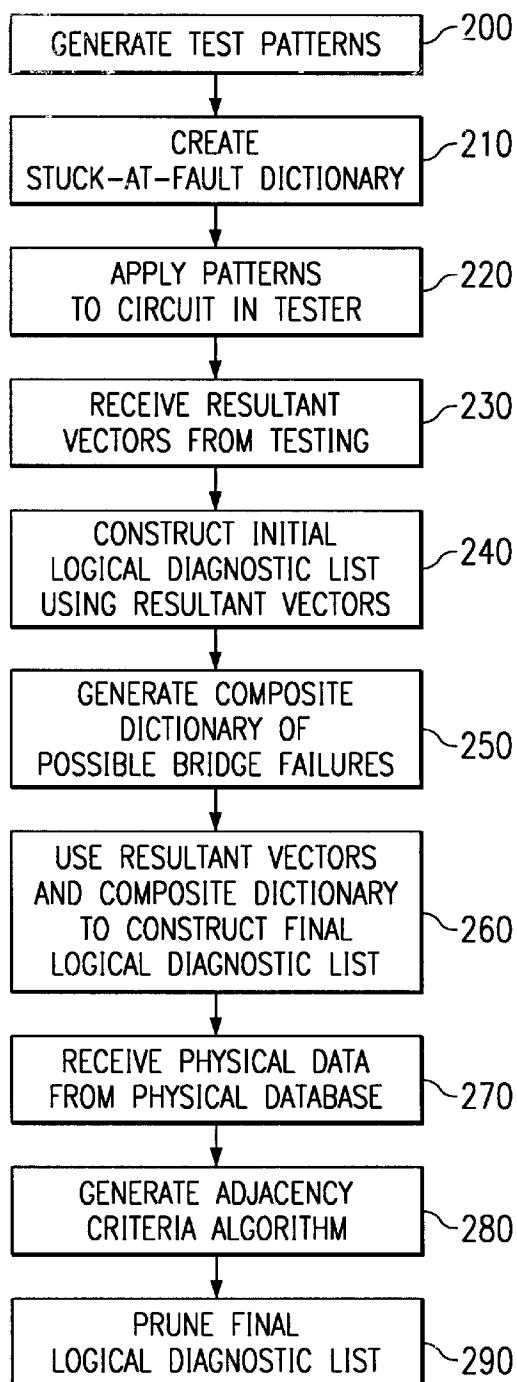 GENERATE TEST PATTERNS
200
CREATE
STUCK-AT-FAULT DICTIONARY
210
APPLY PATTERNS
TO CIRCUIT IN TESTER
220
RECEIVE RESULTANT
VECTORS FROM TESTING
230
CONSTRUCT INITIAL
LOGICAL DIAGNOSTIC LIST
USING RESULTANT VECTORS
240
GENERATE COMPOSITE
DICTIONARY OF
POSSIBLE BRIDGE FAILURES
250
USE RESULTANT VECTORS
AND COMPOSITE DICTIONARY
TO CONSTRUCT FINAL
LOGICAL DIAGNOSTIC LIST
260
RECEIVE PHYSICAL DATA
FROM PHYSICAL DATABASE
270
GENERATE ADJACENCY
CRITERIA ALGORITHM
280
PRUNE FINAL
LOGICAL DIAGNOSTIC LIST
290